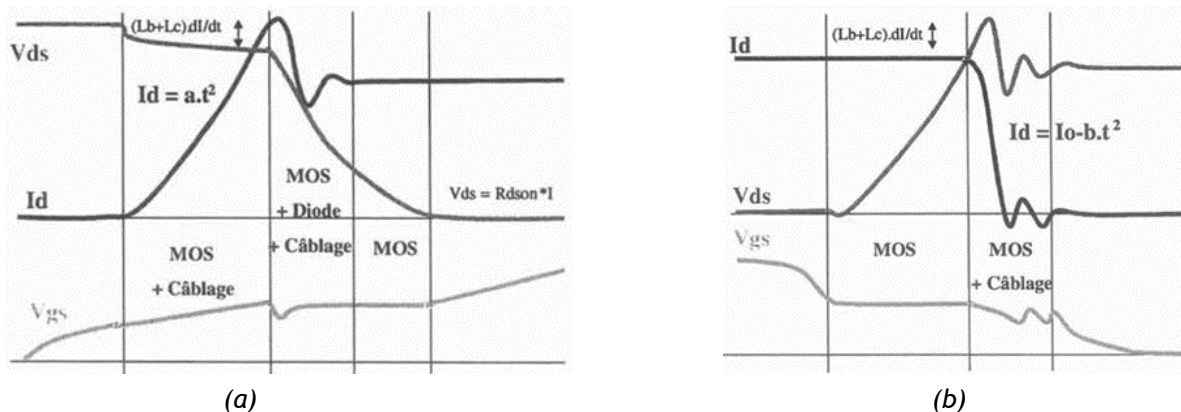 (Lb+Lc).dI/dt
Vds
Id = a.t²
Id
MOS
+ Diode
+ Câblage
Vds = Rdson*I
MOS
+ Câblage
MOS
Vgs
(a)
(Lb+Lc).dI/dt
Id
Id = Io-b.t²
Vds
Vgs
MOS
MOS
+ Câblage
(b)